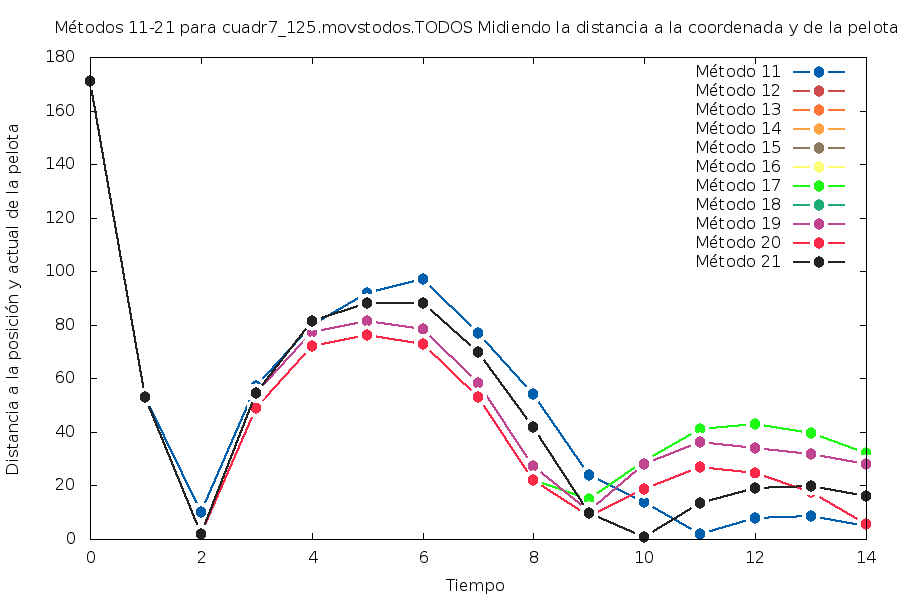 Métodos 11-21 para cuadr7_125.movstodos.TODOS Midiendo la distancia a la coordenada y de la pelota
Distancia a la posición y actual de la pelota
180
160
140
120
100
80
60
40
20
0
Método 11
Método 12
Método 13
Método 14
Método 15
Método 16
Método 17
Método 18
Método 19
Método 20
Método 21
0 2 4 6 8 10 12 14
Tiempo